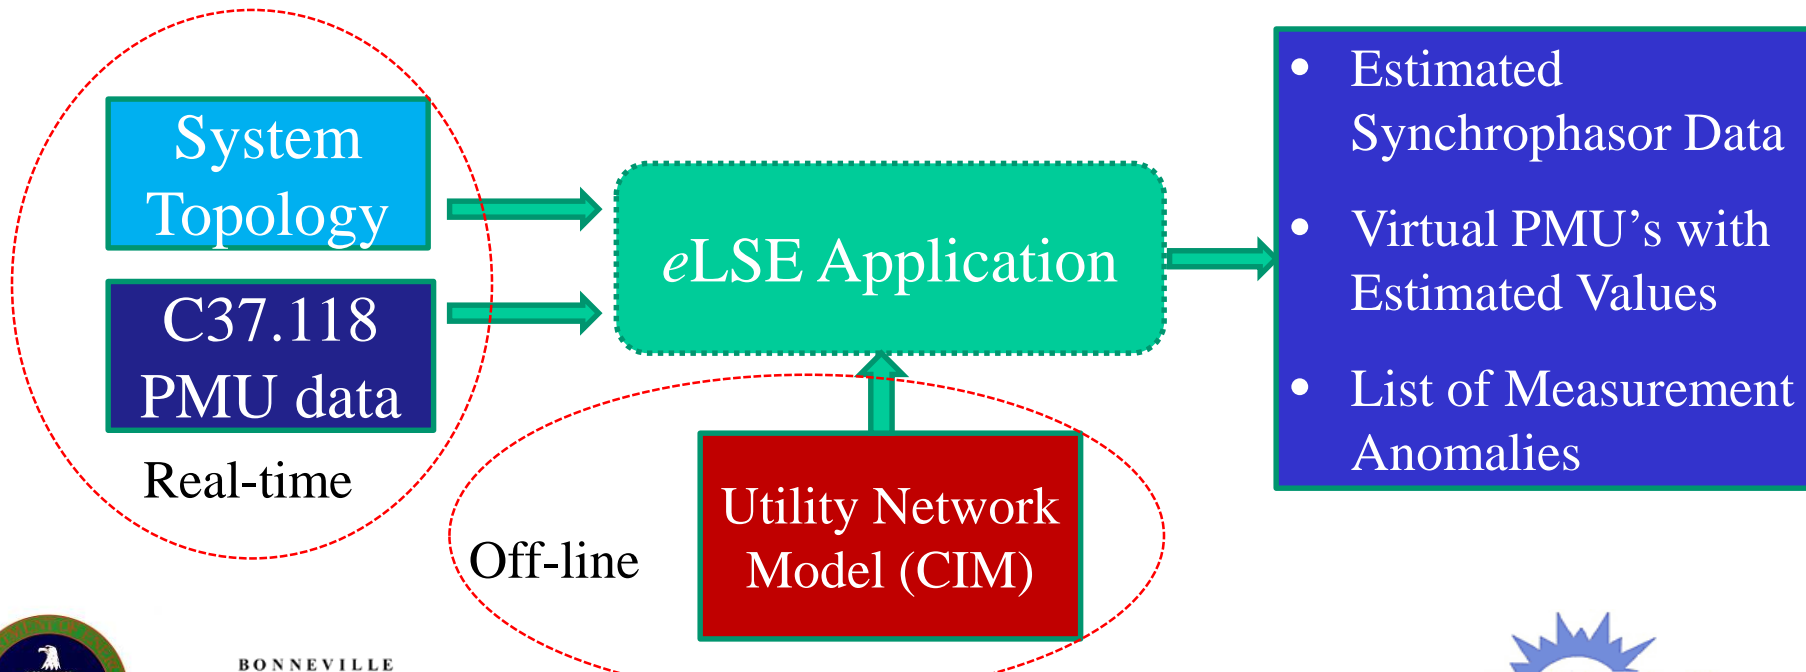 System
Topology
C37.118
PMU data
Real-time
eLSE Application
Off-line
Utility Network
Model (CIM)
• Estimated
Synchrophasor Data
• Virtual PMU's with
Estimated Values
• List of Measurement
Anomalies
BONNEVILLE